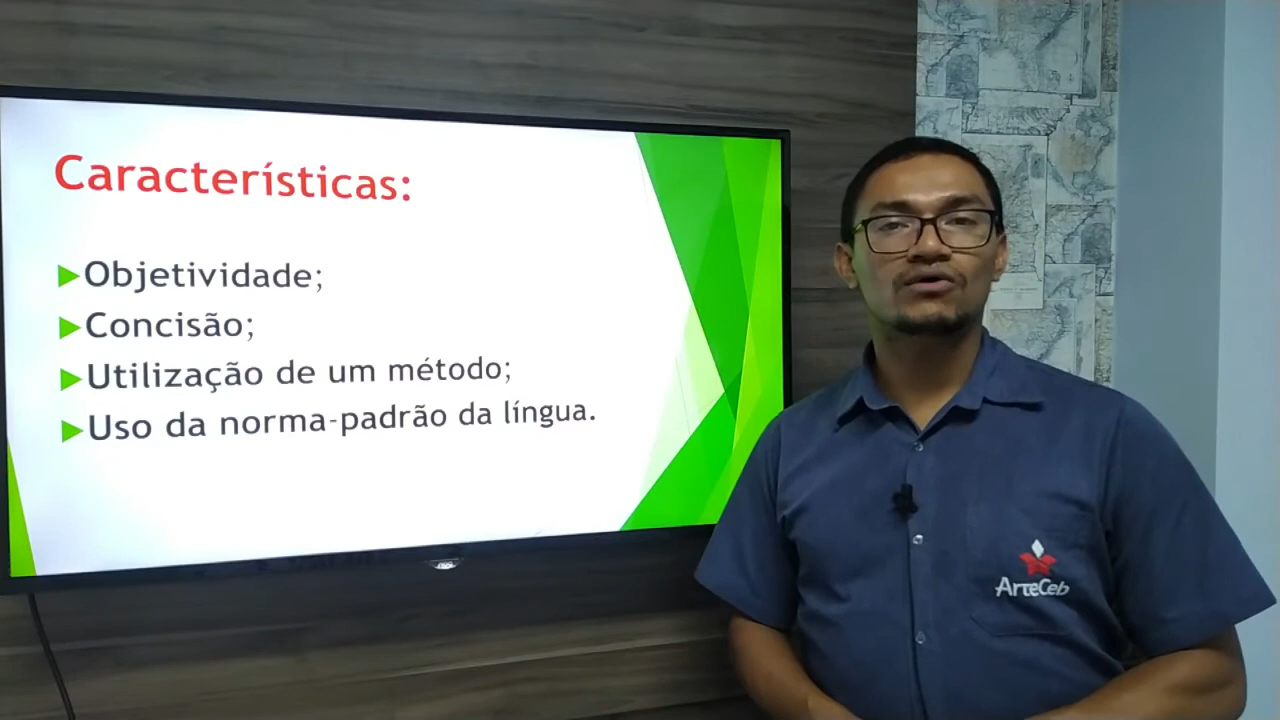 Características:
Objetividade;
Concisão;
Utilização de um método;
Uso da norma-padrão da língua.
ArteCeb